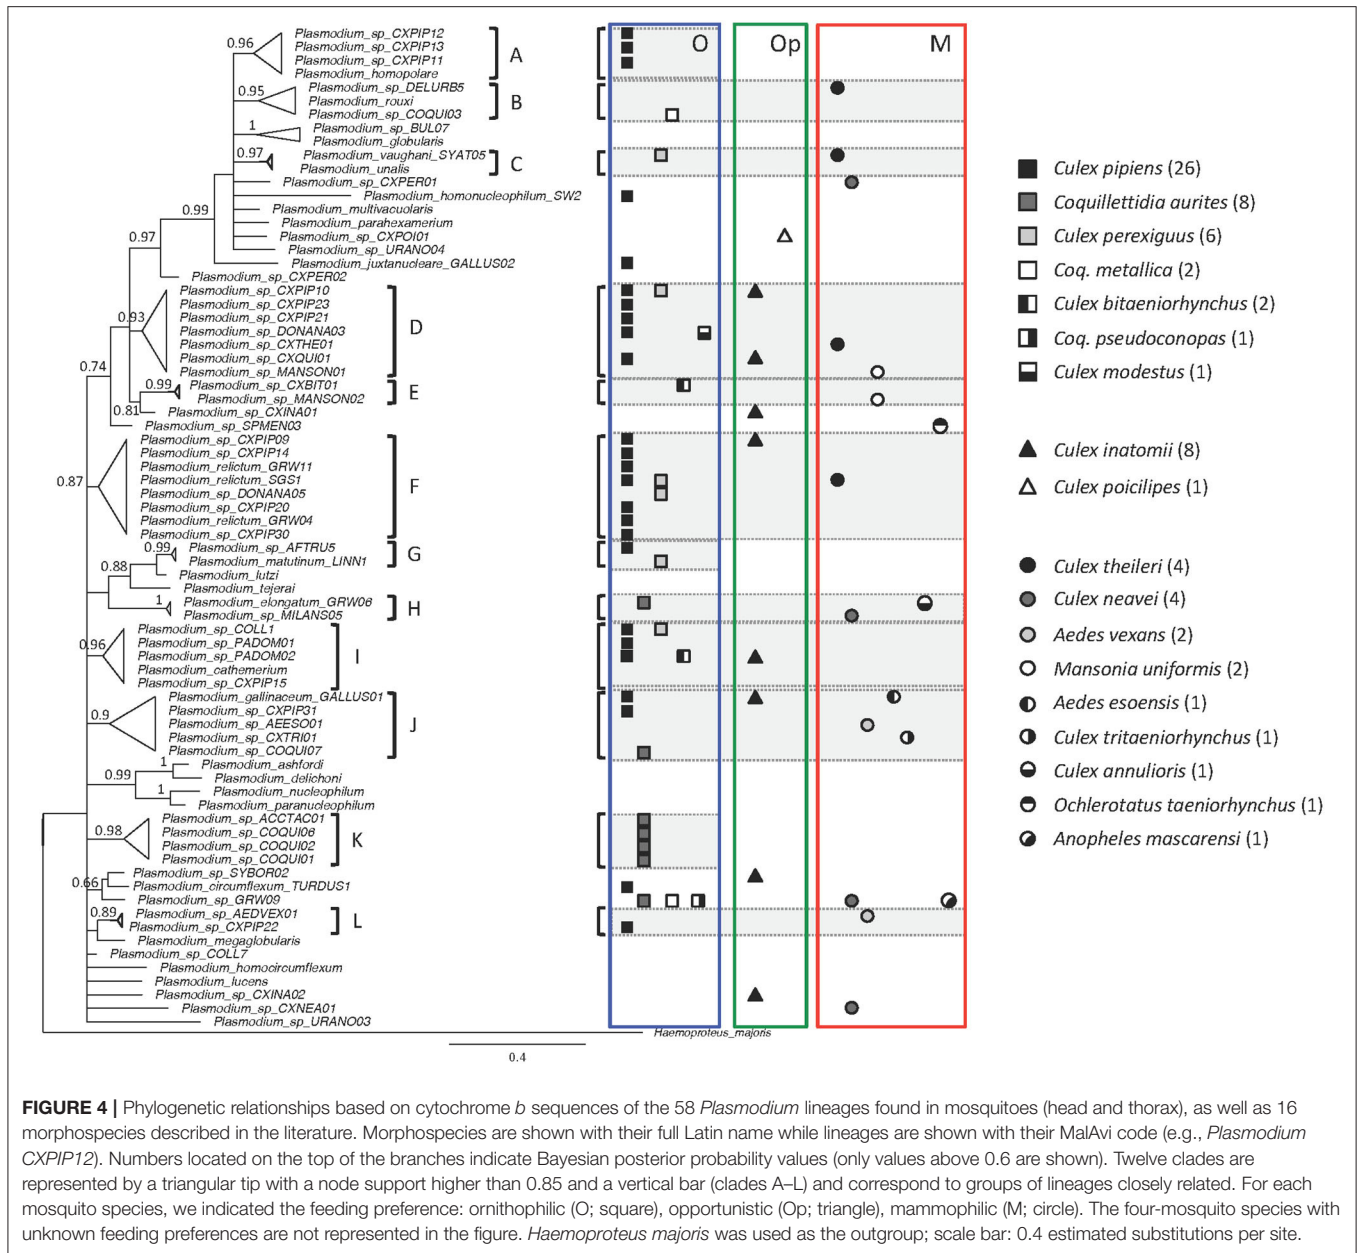 O
Op
M
0.96
Plasmodium_sp_CXPIP12
Plasmodium_sp_CXPIP13
Plasmodium_sp_CXPIP11
Plasmodium_homopolare
A
0.95
Plasmodium_sp_DELURB5
Plasmodium_rouxi
Plasmodium_sp_COQUI03
B
1
Plasmodium_sp_BUL07
Plasmodium_globularis
0.97
Plasmodium_vaughani_SYAT05
Plasmodium_unalis
C
Plasmodium_sp_CXPER01
Plasmodium_homonucleophilum_SW2
Plasmodium_multivacuolaris
0.99
Plasmodium_parahexamerium
Plasmodium_sp_CXPOI01
Plasmodium_sp_URANO04
0.97
Plasmodium_juxtanucleare_GALLUS02
Plasmodium_sp_CXPER02
Plasmodium_sp_CXPIP10
Plasmodium_sp_CXPIP23
Plasmodium_sp_CXPIP21
0.93
Plasmodium_sp_DONANA03
Plasmodium_sp_CXTHE01
Plasmodium_sp_CXQUI01
Plasmodium_sp_MANSON01
D
0.74
0.99
Plasmodium_sp_CXBIT01
Plasmodium_sp_MANSON02
E
0.81
Plasmodium_sp_CXINA01
Plasmodium_sp_SPMEN03
Plasmodium_sp_CXPIP09
Plasmodium_sp_CXPIP14
Plasmodium_relictum_GRW11
Plasmodium_relictum_SGS1
Plasmodium_sp_DONANA05
Plasmodium_sp_CXPIP20
Plasmodium_relictum_GRW04
Plasmodium_sp_CXPIP30
0.87
F
0.99
Plasmodium_sp_AFTRU5
Plasmodium_matutinum_LINN1
G
0.88
Plasmodium_lutzi
Plasmodium_tejerai
1
Plasmodium_elongatum_GRW06
Plasmodium_sp_MILANS05
H
Plasmodium_sp_COLL1
0.96
Plasmodium_sp_PADOM01
Plasmodium_sp_PADOM02
Plasmodium_cathemerium
Plasmodium_sp_CXPIP15
I
Plasmodium_gallinaceum_GALLUS01
Plasmodium_sp_CXPIP31
0.9
Plasmodium_sp_AEESO01
Plasmodium_sp_CXTRI01
Plasmodium_sp_COQUI07
J
1
Plasmodium_ashfordi
0.99
Plasmodium_delichoni
1
Plasmodium_nucleophilum
Plasmodium_paranucleophilum
Plasmodium_sp_ACCTAC01
0.98
Plasmodium_sp_COQUI06
Plasmodium_sp_COQUI02
Plasmodium_sp_COQUI01
K
Plasmodium_sp_SYBOR02
0.66
Plasmodium_circumflexum_TURDUS1
Plasmodium_sp_GRW09
0.89
Plasmodium_sp_AEDVEX01
Plasmodium_sp_CXPIP22
L
Plasmodium_megaglobularis
Plasmodium_sp_COLL7
Plasmodium_homocircumflexum
Plasmodium_lucens
Plasmodium_sp_CXINA02
Plasmodium_sp_CXNEA01
Plasmodium_sp_URANO03
Haemoproteus_majoris
0.4
Culex pipiens (26)
Coquillettidia aurites (8)
Culex perexiguus (6)
Coq. metallica (2)
Culex bitaeniorhynchus (2)
Coq. pseudoconopas (1)
Culex modestus (1)
Culex inatomii (8)
Culex poicilipes (1)
Culex theileri (4)
Culex neavei (4)
Aedes vexans (2)
Mansonia uniformis (2)
Aedes esoensis (1)
Culex tritaeniorhynchus (1)
Culex annulioris (1)
Ochlerotatus taeniorhynchus (1)
Anopheles mascarensi (1)
FIGURE 4 | Phylogenetic relationships based on cytochrome b sequences of the 58 Plasmodium lineages found in mosquitoes (head and thorax), as well as 16
morphospecies described in the literature. Morphospecies are shown with their full Latin name while lineages are shown with their MalAvi code (e.g., Plasmodium
CXPIP12). Numbers located on the top of the branches indicate Bayesian posterior probability values (only values above 0.6 are shown). Twelve clades are
represented by a triangular tip with a node support higher than 0.85 and a vertical bar (clades A–L) and correspond to groups of lineages closely related. For each
mosquito species, we indicated the feeding preference: ornithophilic (O; square), opportunistic (Op; triangle), mammophilic (M; circle). The four-mosquito species with
unknown feeding preferences are not represented in the figure. Haemoproteus majoris was used as the outgroup; scale bar: 0.4 estimated substitutions per site.